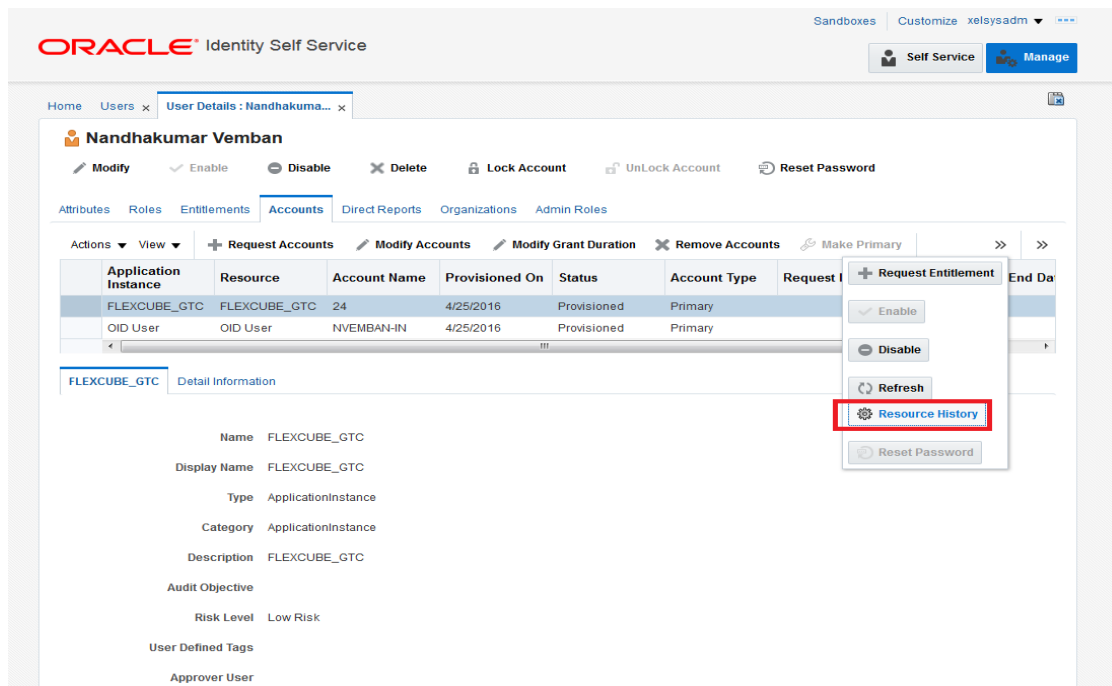 Sandboxes Customize xelsysadm
ORACLE Identity Self Service
Self Service Manage
Home Users User Details : Nandhakuma...
Nandhakumar Vemban
Modify Enable Disable Delete Lock Account UnLock Account Reset Password
Attributes Roles Entitlements Accounts Direct Reports Organizations Admin Roles
Actions View Request Accounts Modify Accounts Modify Grant Duration Remove Accounts Make Primary
Application Instance Resource Account Name Provisioned On Status Account Type Request End Dat
FLEXCUBE_GTC FLEXCUBE_GTC 24 4/25/2016 Provisioned Primary
OID User OID User NVEMBAN-IN 4/25/2016 Provisioned Primary
Request Entitlement
Enable
Disable
Refresh
Resource History
Reset Password
FLEXCUBE_GTC Detail Information
Name FLEXCUBE_GTC
Display Name FLEXCUBE_GTC
Type ApplicationInstance
Category ApplicationInstance
Description FLEXCUBE_GTC
Audit Objective
Risk Level Low Risk
User Defined Tags
Approver User